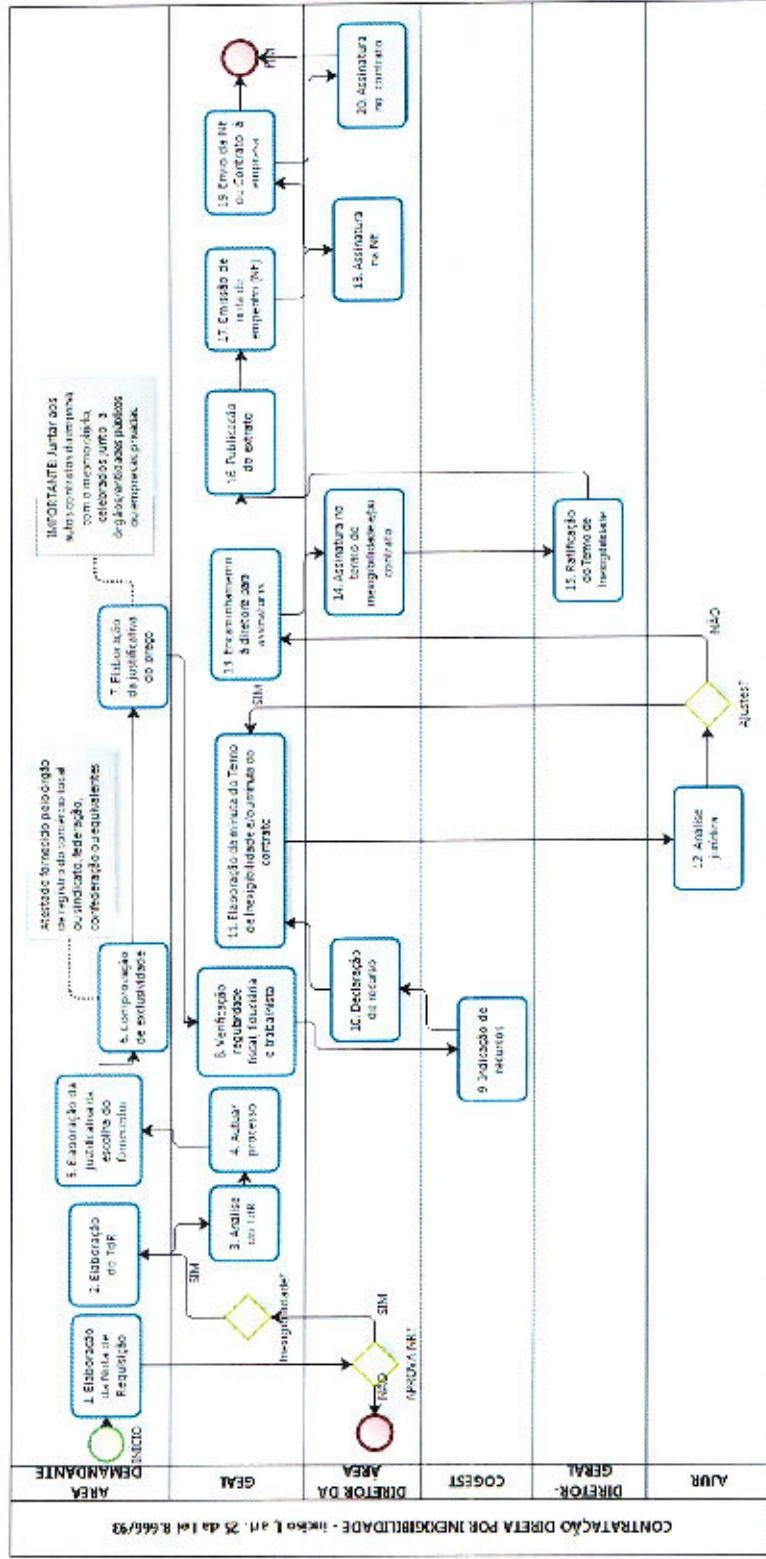 CONTRATAÇÃO DIRETA POR INEXIGIBILIDADE - inciso I, art. 25 da Lei 8.666/93
ÁREA
DEMANDANTE
GEAL
DIRETOR DA
ÁREA
COGEST
DIRETOR-
GERAL
AJUR
INÍCIO
1. Elaboração
da Nota de
Requisição
2. Elaboração
do TdR
5. Elaboração da
justificativa da
escolha do
fornecedor
6. Comprovação
de exclusividade
Atestado fornecido pelo órgão
de registro do comércio local
ou sindicato, federação,
confederação ou equivalentes
7. Elaboração
da justificativa
do preço
IMPORTANTE: Juntar aos
autos contratos da empresa
com o mesmo objeto,
celebrados junto a
órgãos/entidades públicos
ou empresas privadas.
Inexigibilidade?
SIM
3. Análise
do TdR
4. Autuar
processo
8. Verificação
regularidade
fiscal, fiduciária
e trabalhista
11. Elaboração da minuta do Termo
de Inexigibilidade e/ou minuta do
contrato
SIM
13. Encaminhamento
à diretoria para
assinaturas
16. Publicação
do extrato
17. Emissão de
nota de
empenho (NE)
19. Envio da NE
ou Contrato à
empresa
FIM
NÃO
APROVA NR?
SIM
10. Declaração
do recurso
14. Assinatura no
termo de
inexigibilidade e/ou
contrato
18. Assinatura
na NE
20. Assinatura
no contrato
9. Indicação de
recursos
15. Ratificação
do Termo de
Inexigibilidade
12. Análise
jurídica
Ajustes?
NÃO